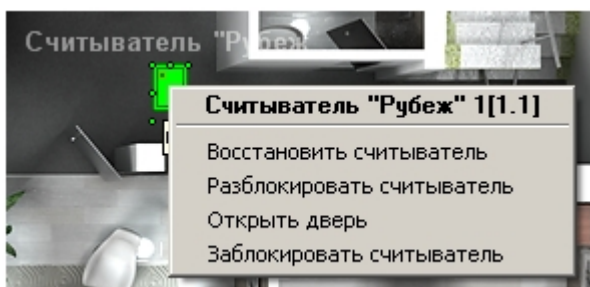 Считыватель "Рубеж
Считыватель "Рубеж" 1[1.1]
Восстановить считыватель
Разблокировать считыватель
Открыть дверь
Заблокировать считыватель